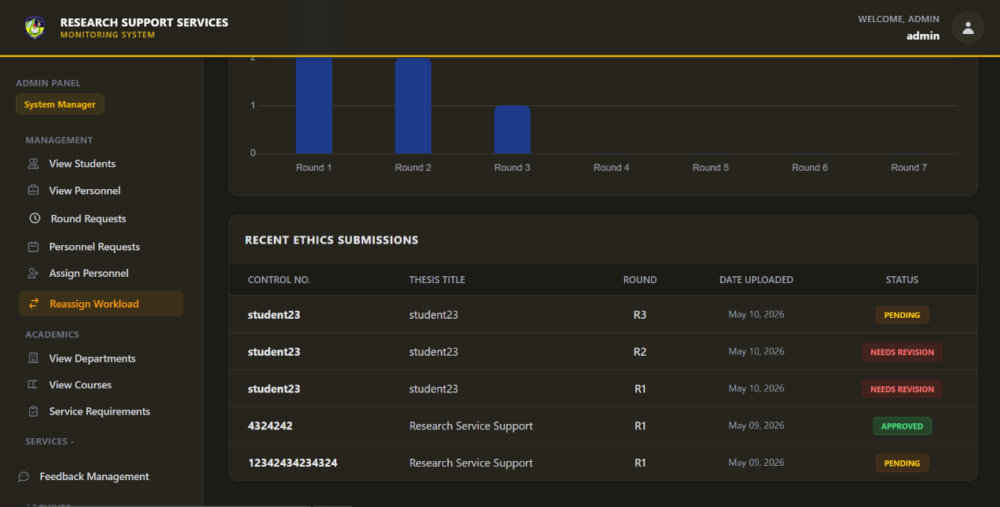 RESEARCH SUPPORT SERVICES
MONITORING SYSTEM
WELCOME, ADMIN
admin
ADMIN PANEL
System Manager
MANAGEMENT
View Students
View Personnel
Round Requests
Personnel Requests
Assign Personnel
Reassign Workload
ACADEMICS
View Departments
View Courses
Service Requirements
SERVICES -
Feedback Management
2
1
0
Round 1 Round 2 Round 3 Round 4 Round 5 Round 6 Round 7
RECENT ETHICS SUBMISSIONS
CONTROL NO. THESIS TITLE ROUND DATE UPLOADED STATUS
student23 student23 R3 May 10, 2026 PENDING
student23 student23 R2 May 10, 2026 NEEDS REVISION
student23 student23 R1 May 10, 2026 NEEDS REVISION
4324242 Research Service Support R1 May 09, 2026 APPROVED
12342434234324 Research Service Support R1 May 09, 2026 PENDING